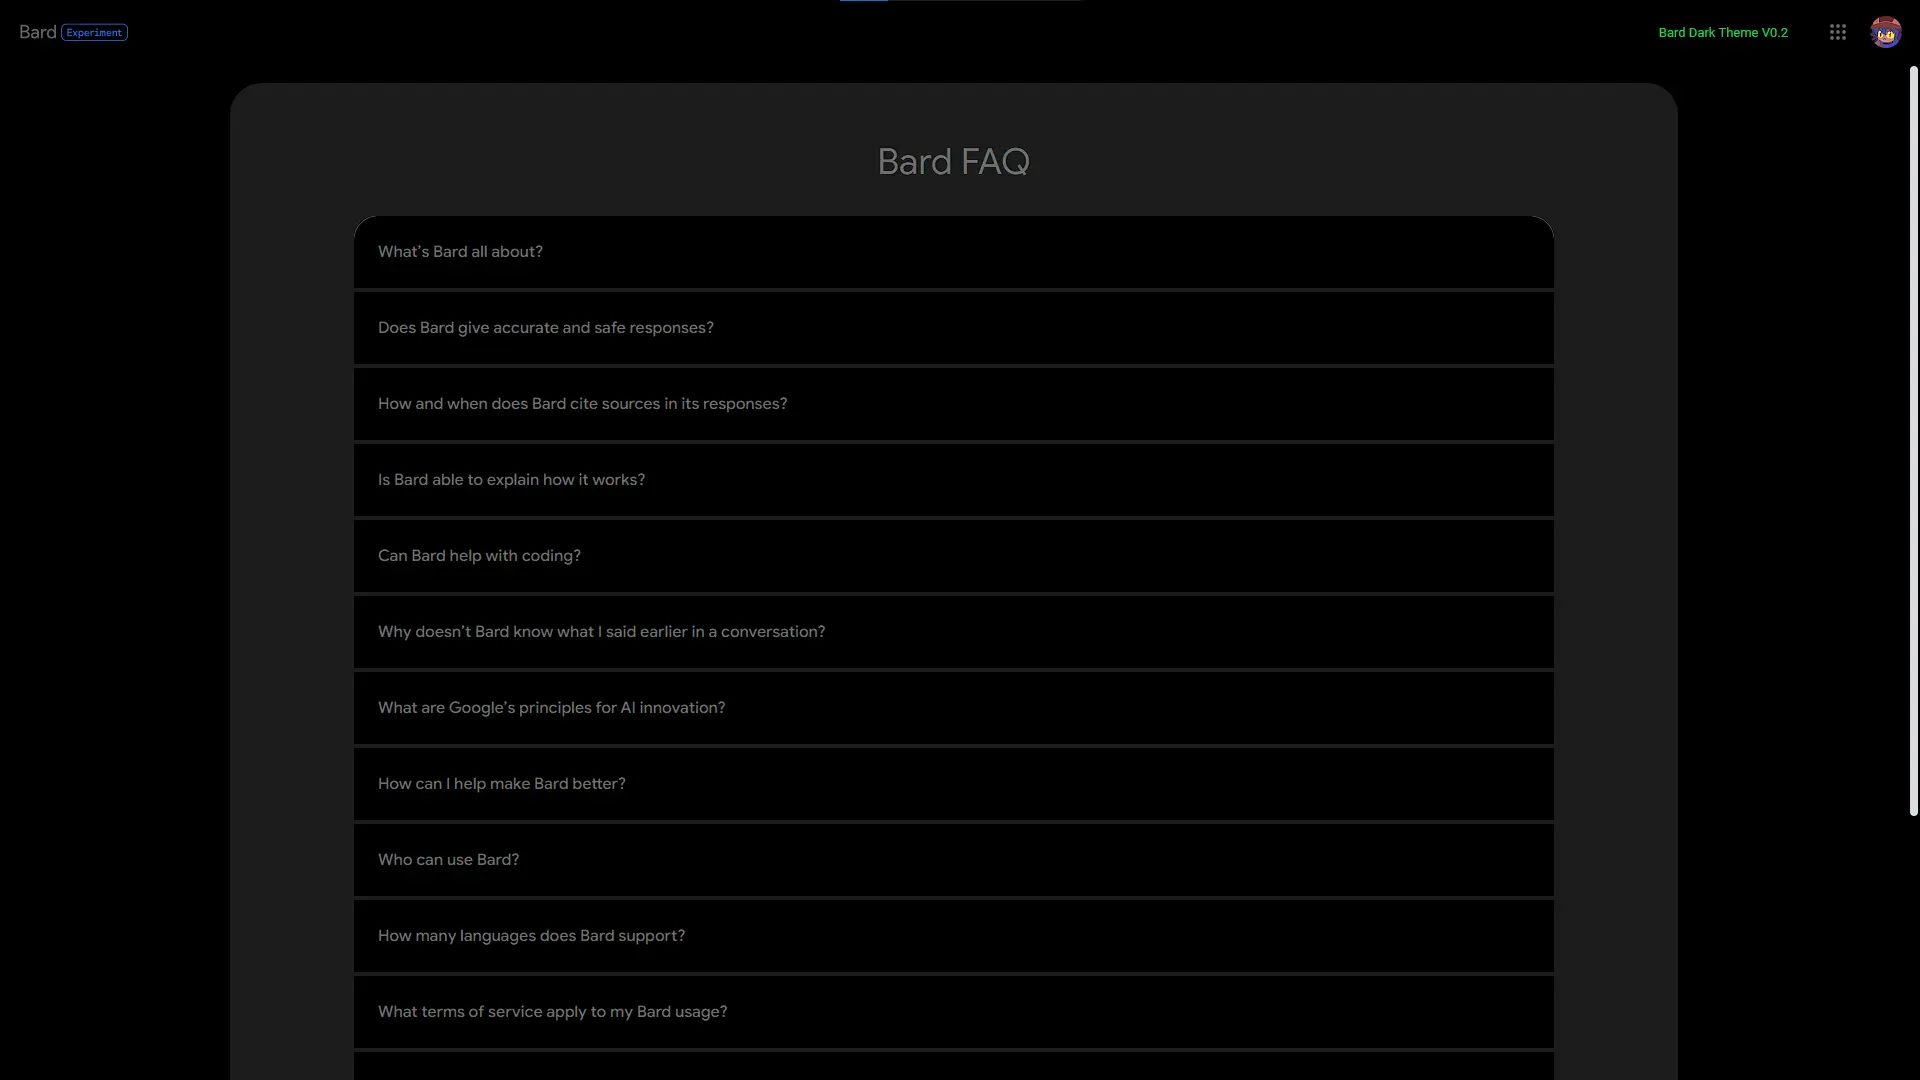 Bard Experiment
Bard Dark Theme V0.2
Bard FAQ
What’s Bard all about?
Does Bard give accurate and safe responses?
How and when does Bard cite sources in its responses?
Is Bard able to explain how it works?
Can Bard help with coding?
Why doesn’t Bard know what I said earlier in a conversation?
What are Google’s principles for AI innovation?
How can I help make Bard better?
Who can use Bard?
How many languages does Bard support?
What terms of service apply to my Bard usage?